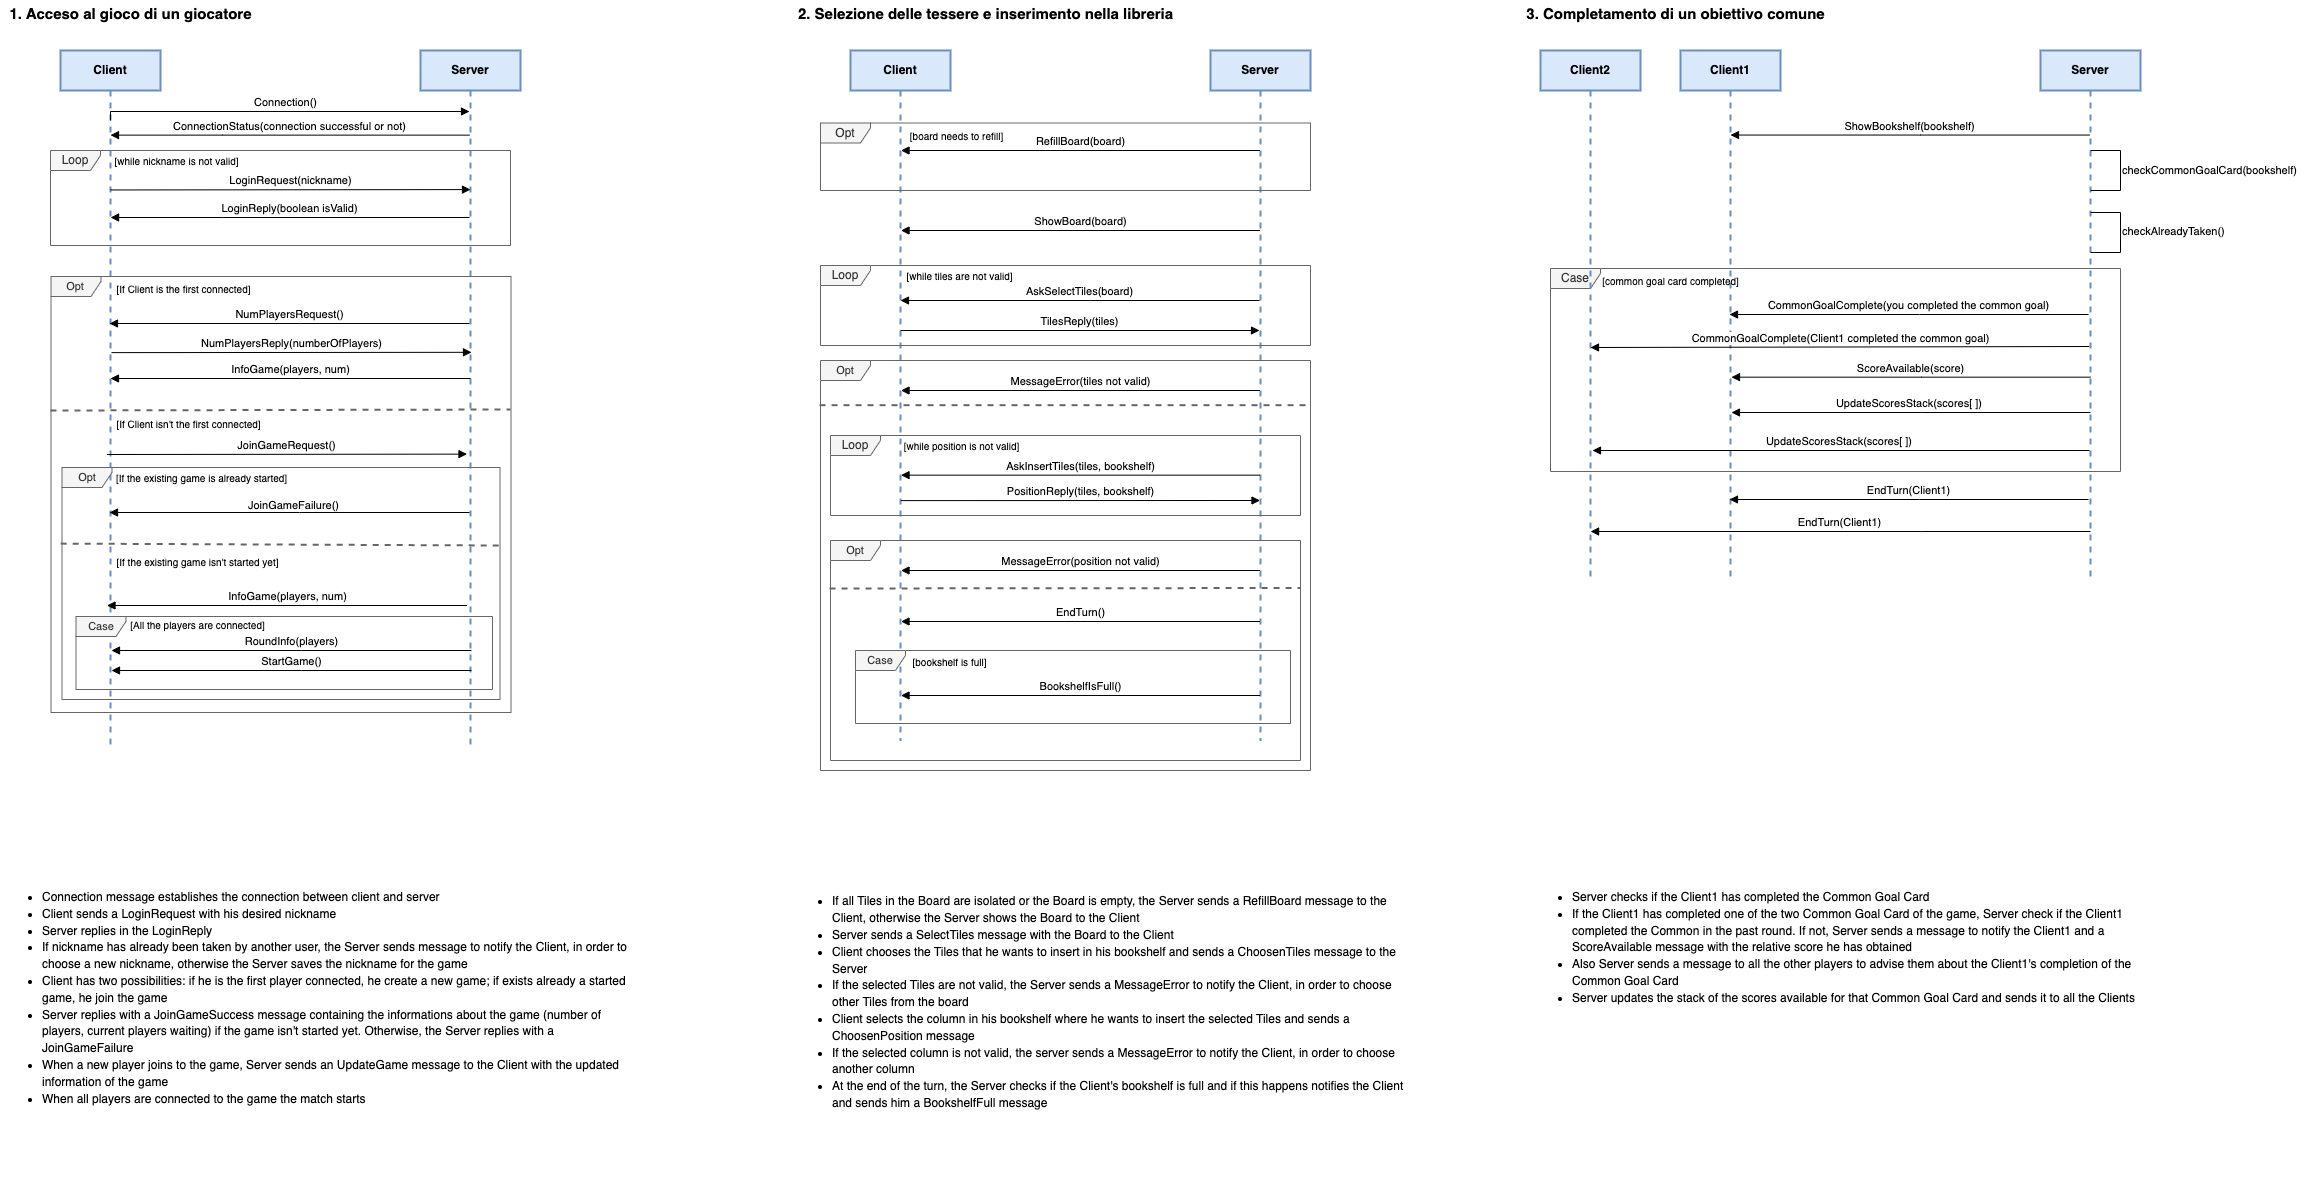 1. Acceso al gioco di un giocatore
Client
Server
Connection()
ConnectionStatus(connection successful or not)
Loop
[while nickname is not valid]
LoginRequest(nickname)
LoginReply(boolean isValid)
Opt
[If Client is the first connected]
NumPlayersRequest()
NumPlayersReply(numberOfPlayers)
InfoGame(players, num)
[If Client isn't the first connected]
JoinGameRequest()
Opt
[If the existing game is already started]
JoinGameFailure()
[If the existing game isn't started yet]
InfoGame(players, num)
Case
[All the players are connected]
RoundInfo(players)
StartGame()
• Connection message establishes the connection between client and server
• Client sends a LoginRequest with his desired nickname
• Server replies in the LoginReply
• If nickname has already been taken by another user, the Server sends message to notify the Client, in order to
choose a new nickname, otherwise the Server saves the nickname for the game
• Client has two possibilities: if he is the first player connected, he create a new game; if exists already a started
game, he join the game
• Server replies with a JoinGameSuccess message containing the informations about the game (number of
players, current players waiting) if the game isn't started yet. Otherwise, the Server replies with a
JoinGameFailure
• When a new player joins to the game, Server sends an UpdateGame message to the Client with the updated
information of the game
• When all players are connected to the game the match starts
2. Selezione delle tessere e inserimento nella libreria
Client
Server
Opt
[board needs to refill]
RefillBoard(board)
ShowBoard(board)
Loop
[while tiles are not valid]
AskSelectTiles(board)
TilesReply(tiles)
Opt
MessageError(tiles not valid)
Loop
[while position is not valid]
AskInsertTiles(tiles, bookshelf)
PositionReply(tiles, bookshelf)
Opt
MessageError(position not valid)
EndTurn()
Case
[bookshelf is full]
BookshelfIsFull()
• If all Tiles in the Board are isolated or the Board is empty, the Server sends a RefillBoard message to the
Client, otherwise the Server shows the Board to the Client
• Server sends a SelectTiles message with the Board to the Client
• Client chooses the Tiles that he wants to insert in his bookshelf and sends a ChoosenTiles message to the
Server
• If the selected Tiles are not valid, the Server sends a MessageError to notify the Client, in order to choose
other Tiles from the board
• Client selects the column in his bookshelf where he wants to insert the selected Tiles and sends a
ChoosenPosition message
• If the selected column is not valid, the server sends a MessageError to notify the Client, in order to choose
another column
• At the end of the turn, the Server checks if the Client's bookshelf is full and if this happens notifies the Client
and sends him a BookshelfFull message
3. Completamento di un obiettivo comune
Client2
Client1
Server
ShowBookshelf(bookshelf)
checkCommonGoalCard(bookshelf)
checkAlreadyTaken()
Case
[common goal card completed]
CommonGoalComplete(you completed the common goal)
CommonGoalComplete(Client1 completed the common goal)
ScoreAvailable(score)
UpdateScoresStack(scores[ ])
UpdateScoresStack(scores[ ])
EndTurn(Client1)
EndTurn(Client1)
• Server checks if the Client1 has completed the Common Goal Card
• If the Client1 has completed one of the two Common Goal Card of the game, Server check if the Client1
completed the Common in the past round. If not, Server sends a message to notify the Client1 and a
ScoreAvailable message with the relative score he has obtained
• Also Server sends a message to all the other players to advise them about the Client1's completion of the
Common Goal Card
• Server updates the stack of the scores available for that Common Goal Card and sends it to all the Clients